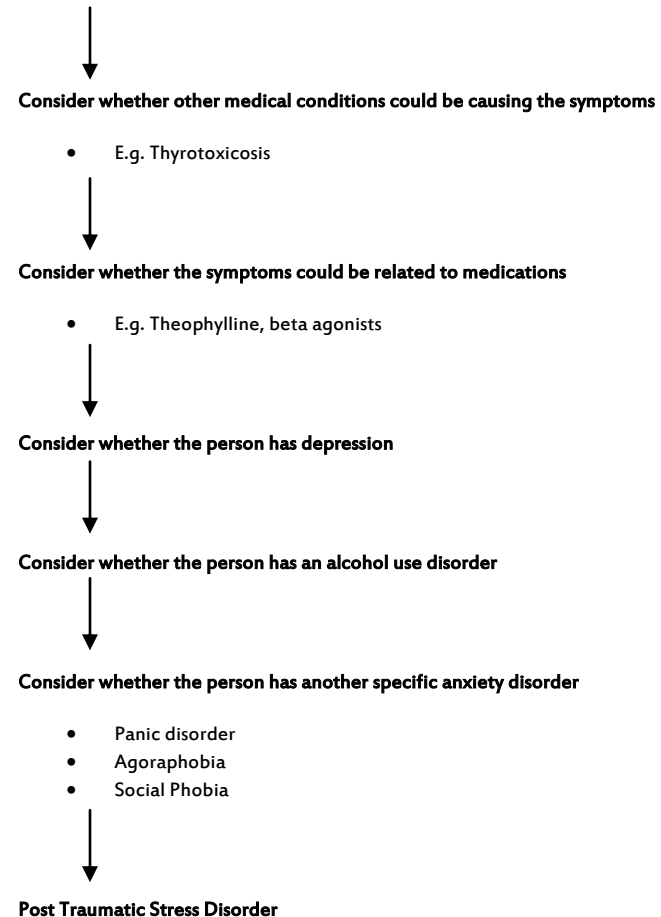 Consider whether other medical conditions could be causing the symptoms
• E.g. Thyrotoxicosis
Consider whether the symptoms could be related to medications
• E.g. Theophylline, beta agonists
Consider whether the person has depression
Consider whether the person has an alcohol use disorder
Consider whether the person has another specific anxiety disorder
• Panic disorder
• Agoraphobia
• Social Phobia
Post Traumatic Stress Disorder